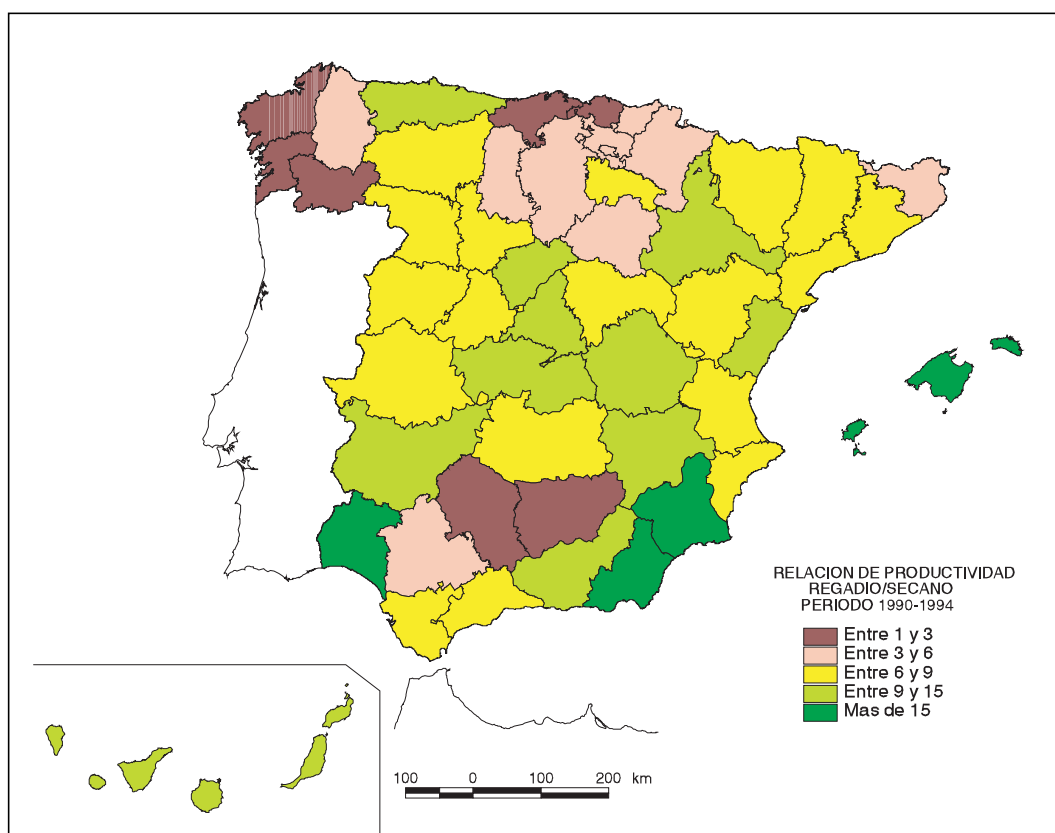 RELACION DE PRODUCTIVIDAD
REGADIO/SECANO
PERIODO 1990-1994
Entre 1 y 3
Entre 3 y 6
Entre 6 y 9
Entre 9 y 15
Mas de 15
100 0 100 200 km